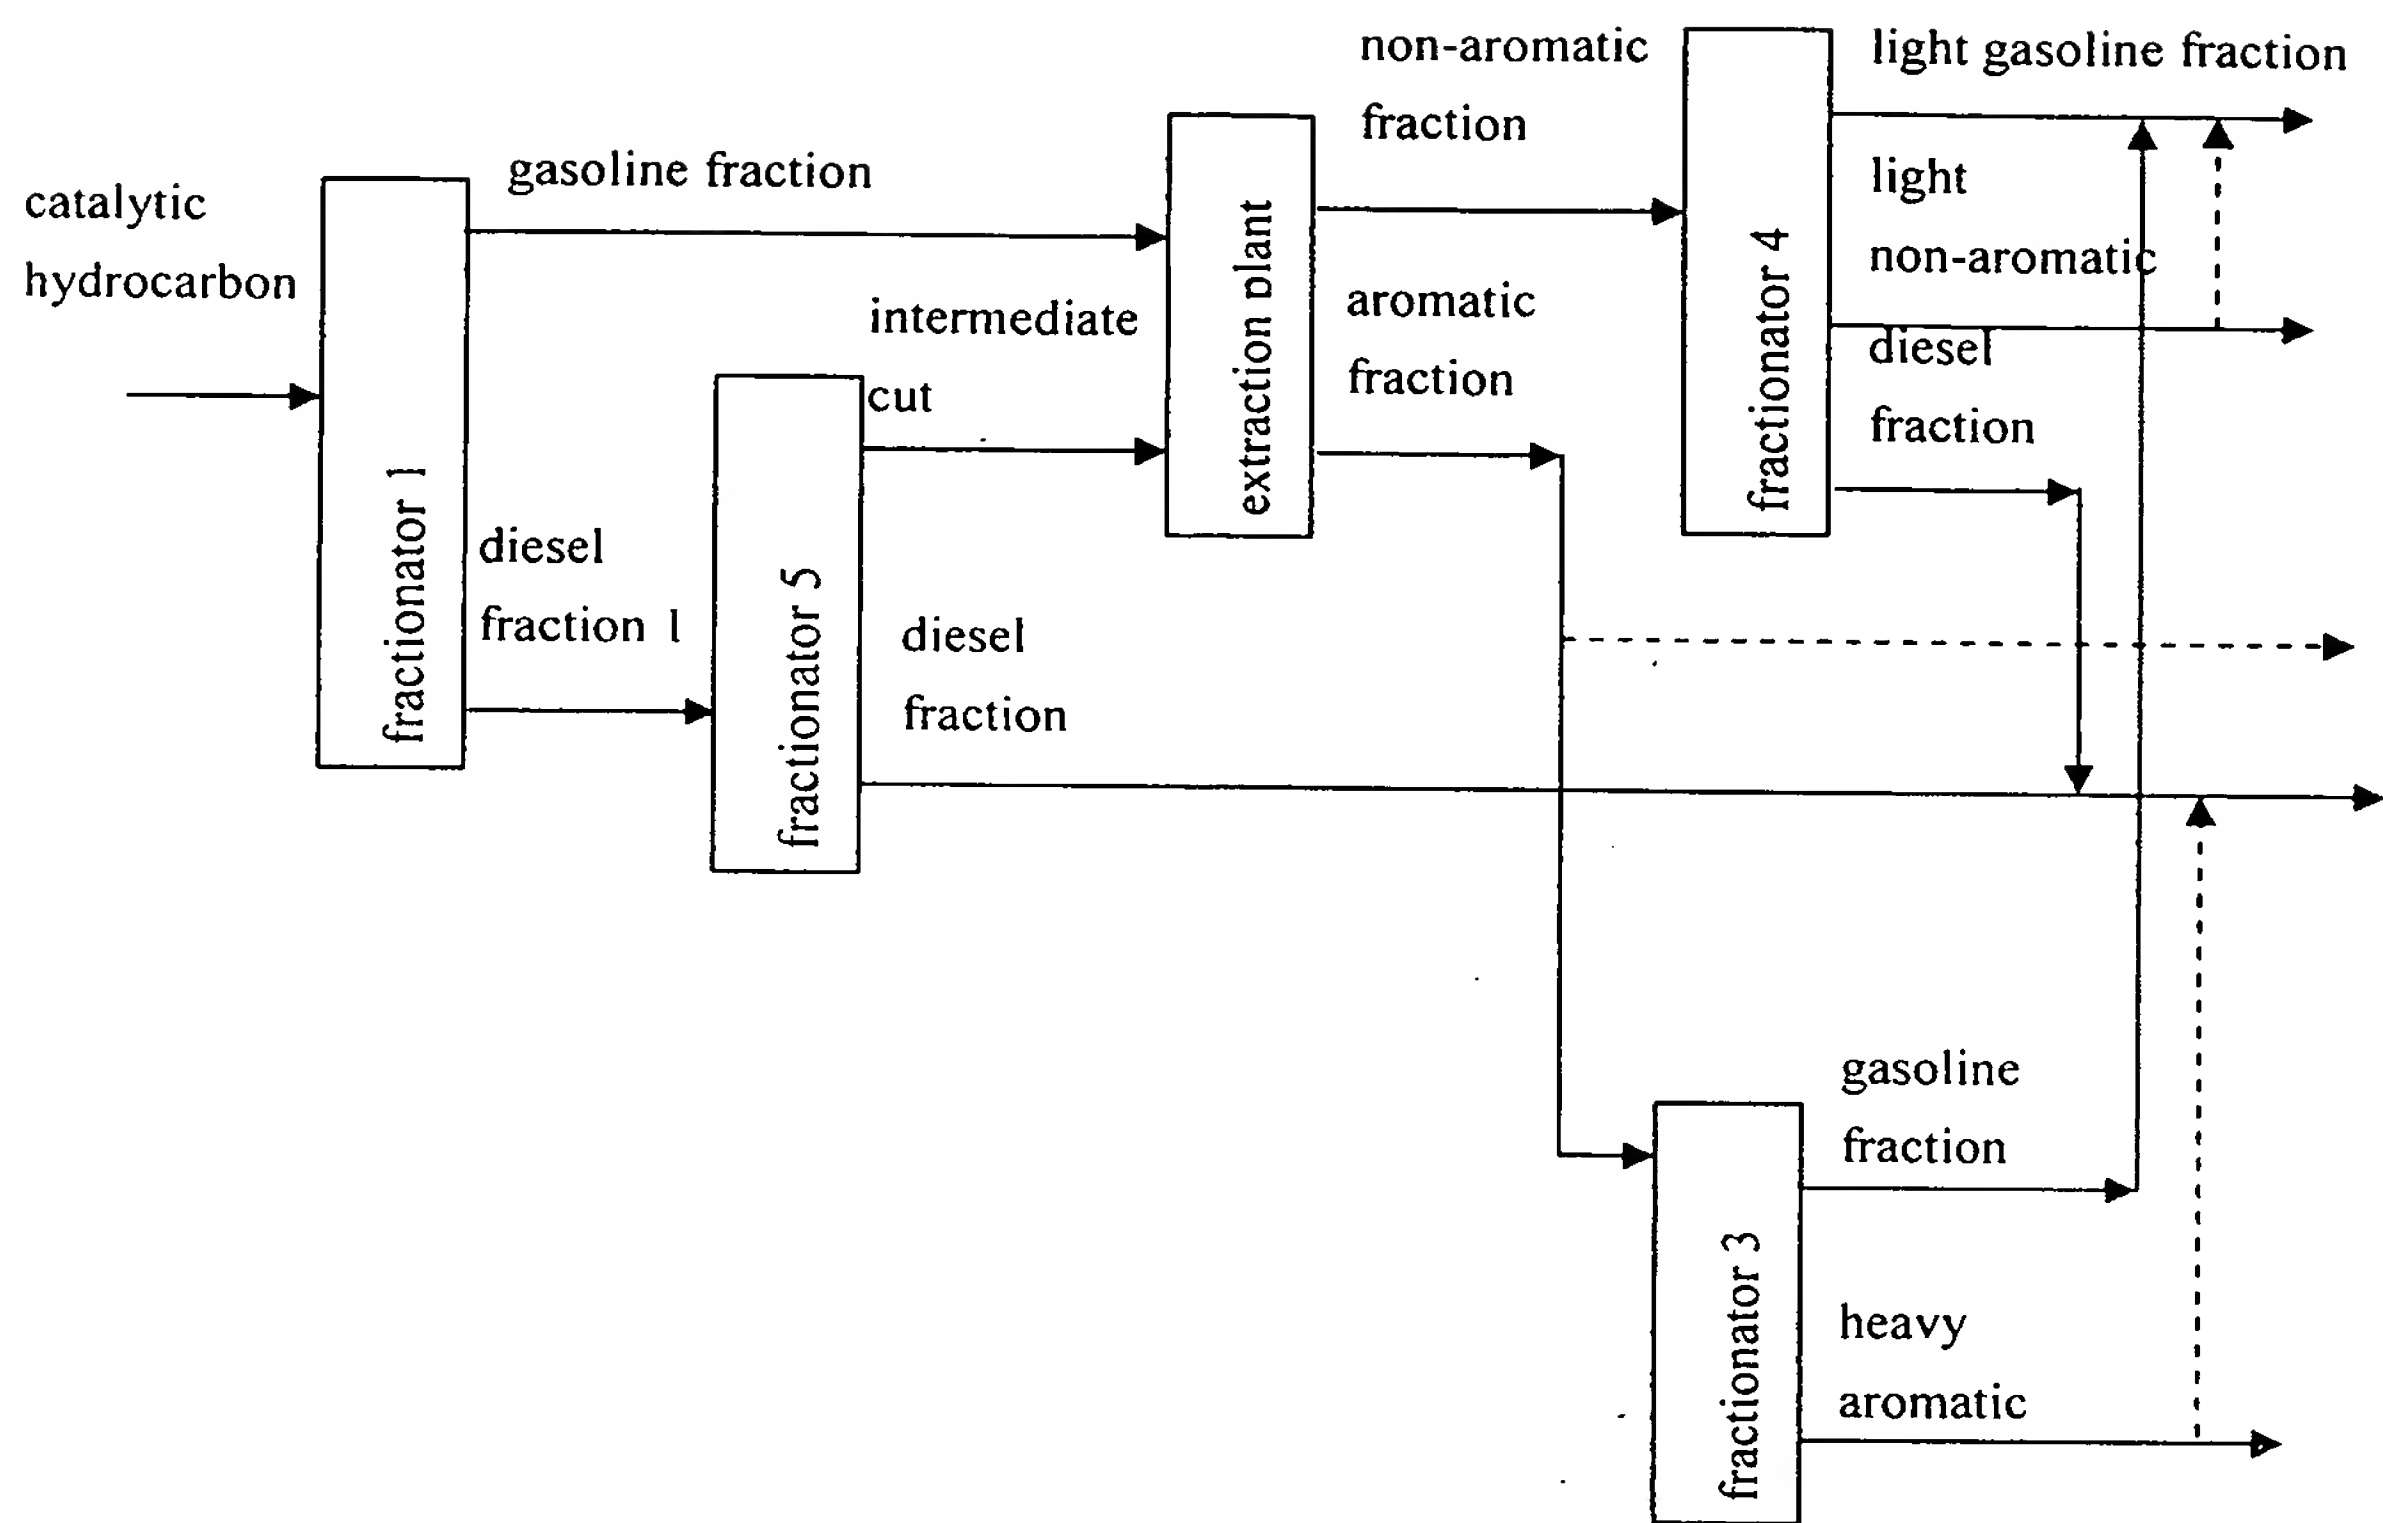 catalytic
hydrocarbon
fractionator 1
gasoline fraction
diesel
fraction 1
fractionator 5
intermediate
cut
diesel
fraction
extraction plant
non-aromatic
fraction
aromatic
fraction
fractionator 4
light gasoline fraction
light
non-aromatic
diesel
fraction
fractionator 3
gasoline
fraction
heavy
aromatic